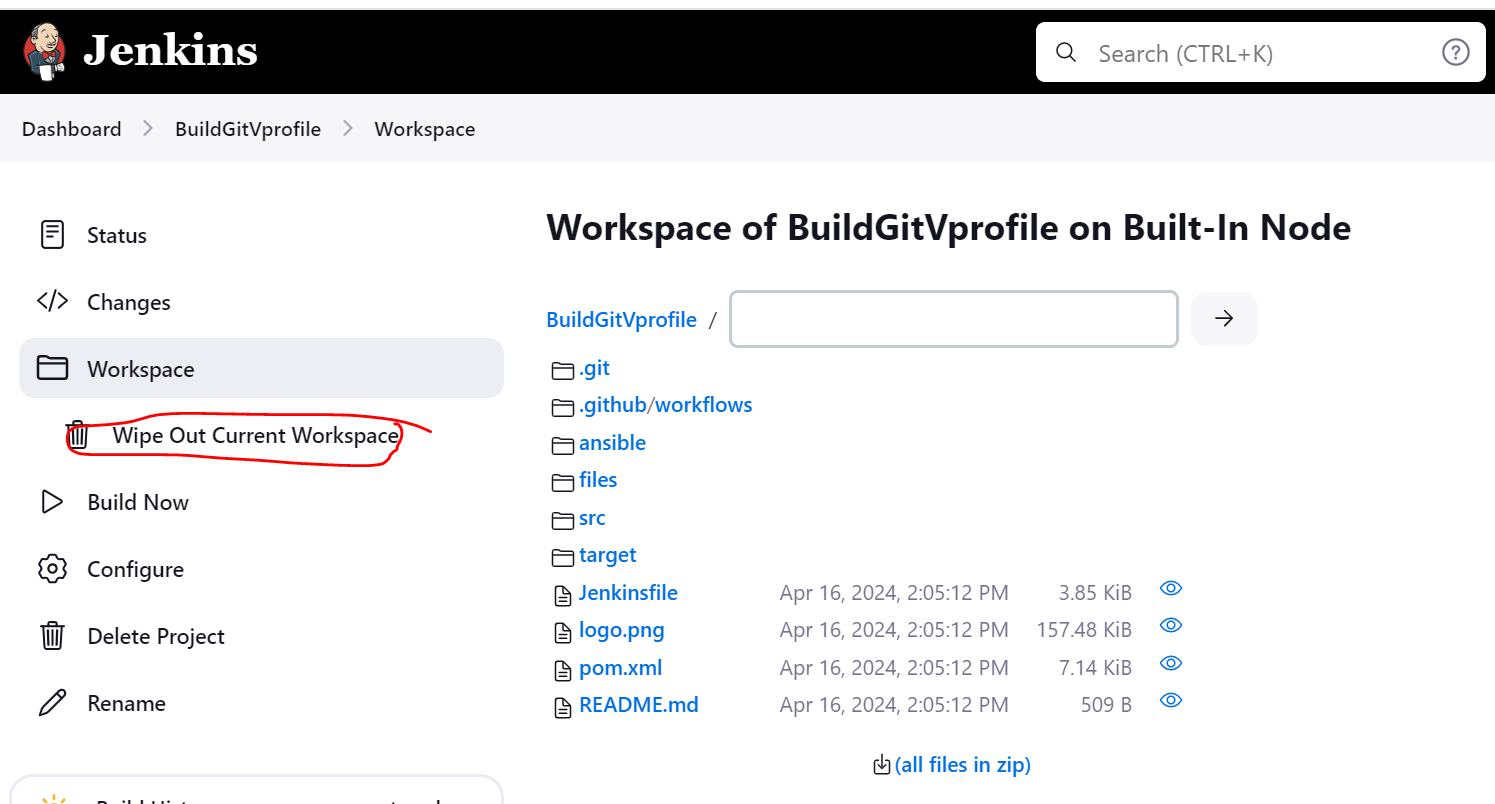 Jenkins
Search (CTRL+K)
Dashboard > BuildGitVprofile > Workspace
Status
Changes
Workspace
Wipe Out Current Workspace
Build Now
Configure
Delete Project
Rename
Workspace of BuildGitVprofile on Built-In Node
BuildGitVprofile /
.git
.github/workflows
ansible
files
src
target
Jenkinsfile Apr 16, 2024, 2:05:12 PM 3.85 KiB
logo.png Apr 16, 2024, 2:05:12 PM 157.48 KiB
pom.xml Apr 16, 2024, 2:05:12 PM 7.14 KiB
README.md Apr 16, 2024, 2:05:12 PM 509 B
(all files in zip)